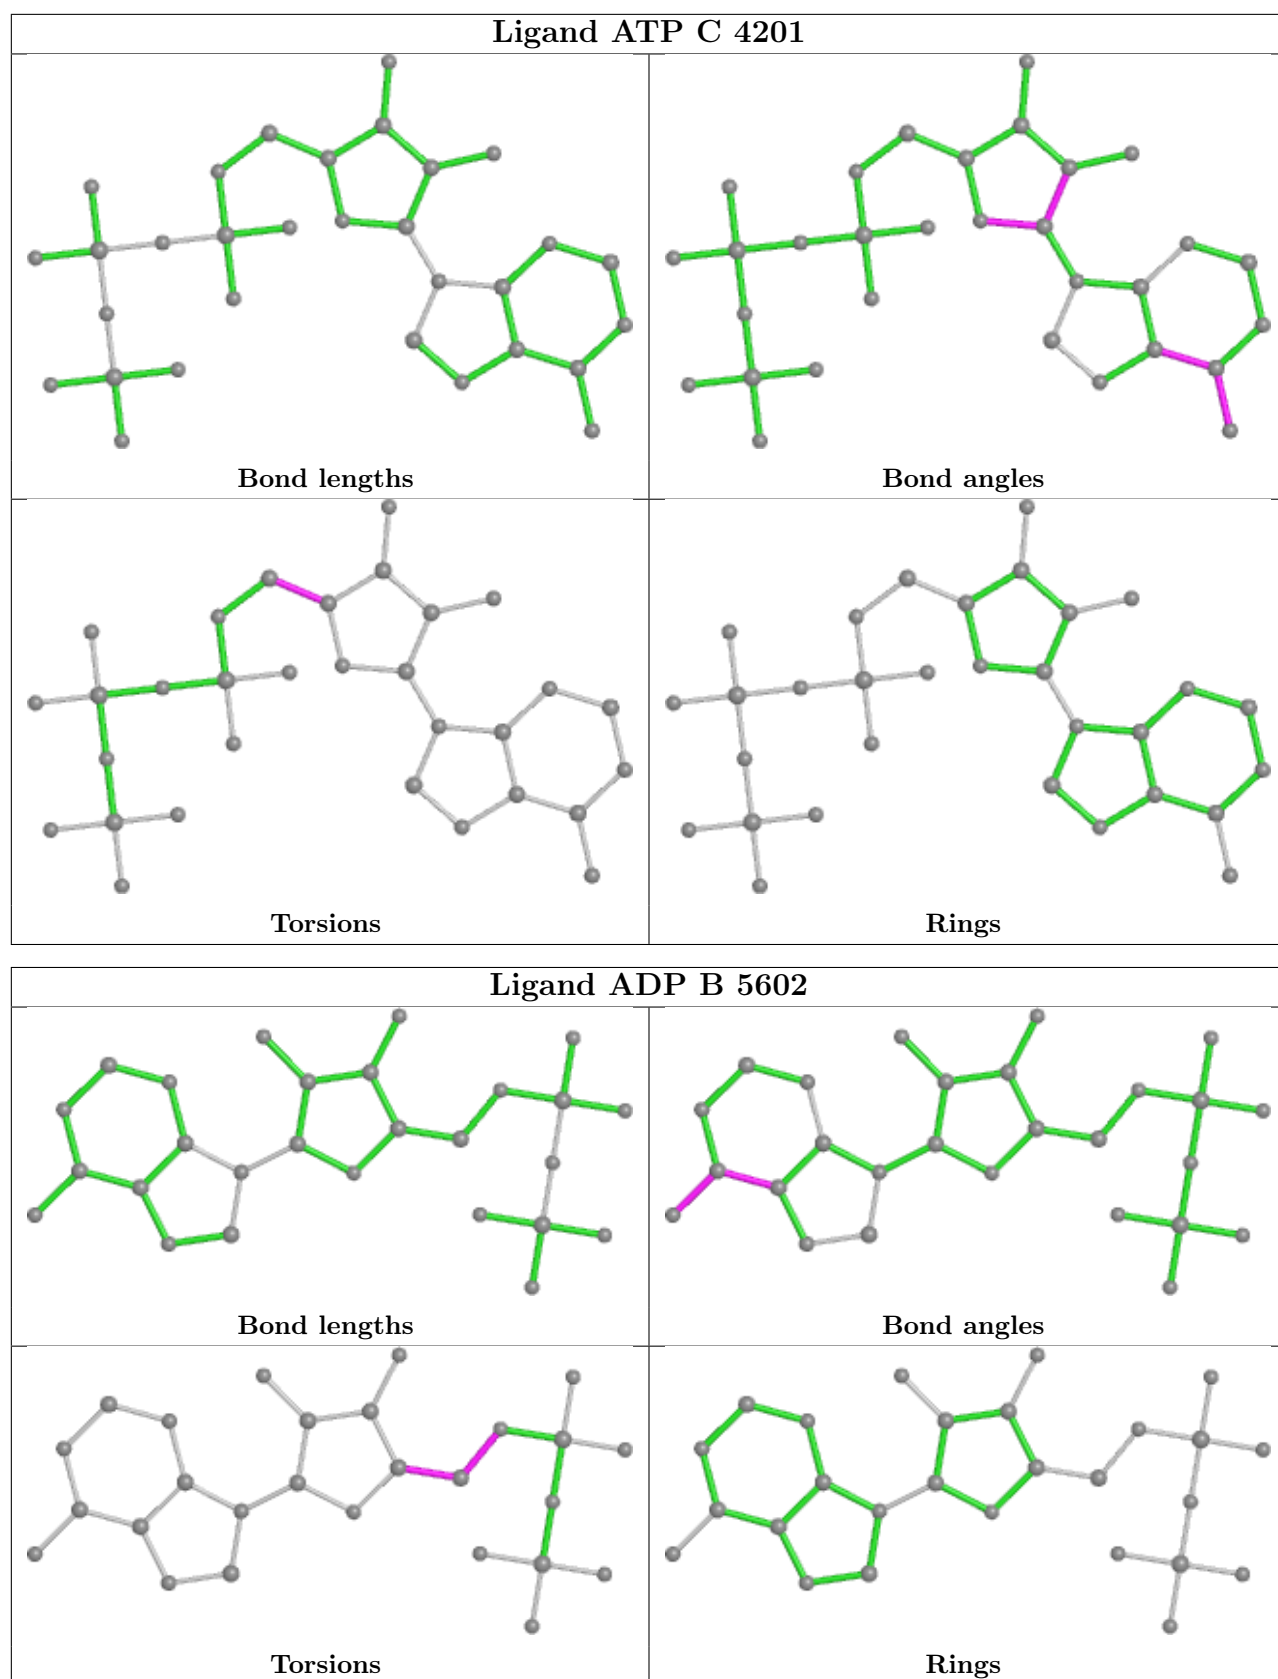 Ligand ATP C 4201
Bond lengths
Bond angles
Torsions
Rings
Ligand ADP B 5602
Bond lengths
Bond angles
Torsions
Rings